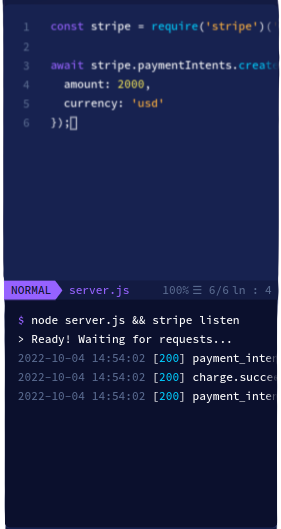 1 const stripe = require('stripe')(
2
3 await stripe.paymentIntents.create
4 amount: 2000,
5 currency: 'usd'
6 });
NORMAL server.js 100% ☰ 6/6 ln : 4
$ node server.js && stripe listen
> Ready! Waiting for requests...
2022-10-04 14:54:02 [200] payment_inten
2022-10-04 14:54:02 [200] charge.succe
2022-10-04 14:54:02 [200] payment_inten